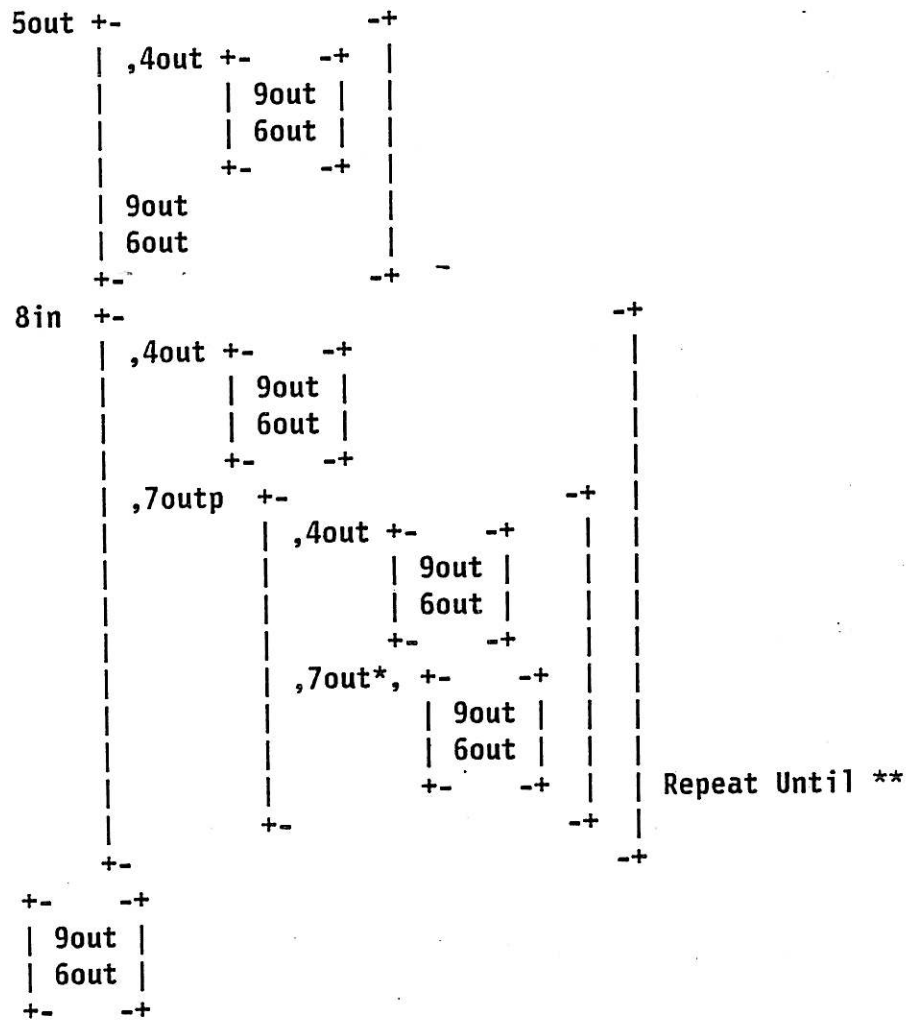 5out +-                    -+
     | ,4out +-     -+  |
     |       | 9out |  |
     |       | 6out |  |
     |       +-     -+  |
     | 9out             |
     | 6out             |
     +-                    -+
8in  +-                                      -+
     | ,4out +-     -+                       |
     |       | 9out |                       |
     |       | 6out |                       |
     |       +-     -+                       |
     | ,7outp  +-                    -+   |
     |         | ,4out +-     -+     |   |
     |         |       | 9out |     |   |
     |         |       | 6out |     |   |
     |         |       +-     -+     |   |
     |         | ,7out*, +-     -+  |   |
     |         |         | 9out |  |   |
     |         |         | 6out |  |   |
     |         |         +-     -+  |   | Repeat Until **
     |         +-                    -+   |
     +-                                      -+
+-     -+
| 9out |
| 6out |
+-     -+